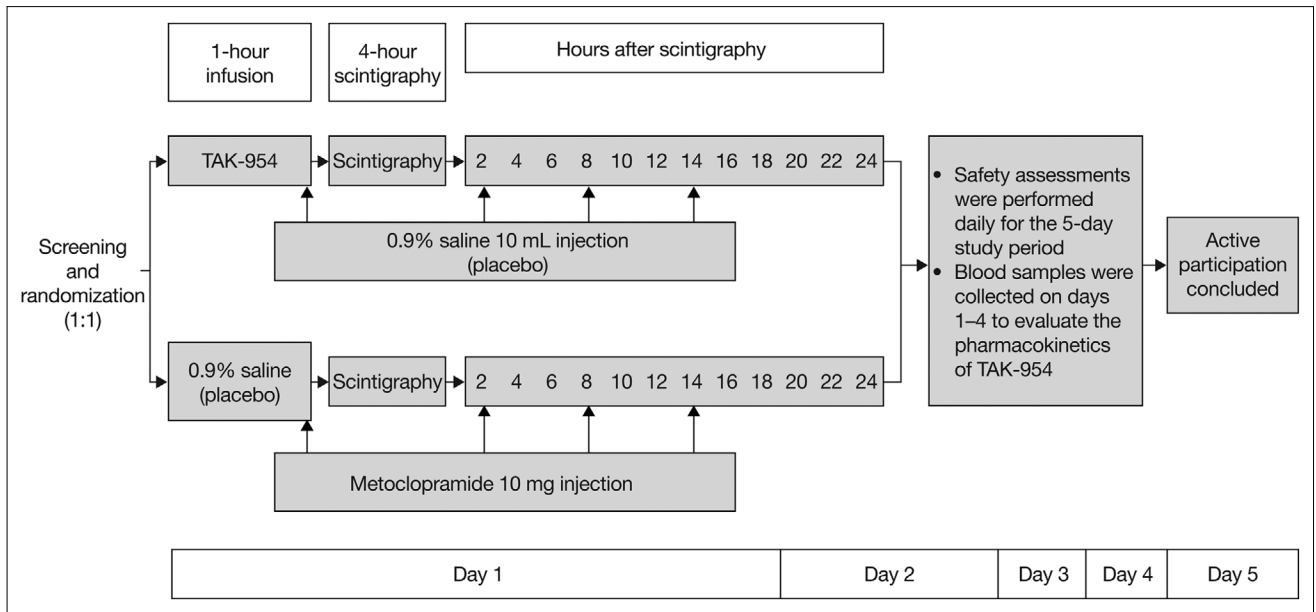 1-hour
infusion
4-hour
scintigraphy
Hours after scintigraphy
TAK-954
Scintigraphy
2 4 6 8 10 12 14 16 18 20 22 24
0.9% saline 10 mL injection
(placebo)
Screening
and
randomization
(1:1)
0.9% saline
(placebo)
Scintigraphy
2 4 6 8 10 12 14 16 18 20 22 24
Metoclopramide 10 mg injection
• Safety assessments
were performed
daily for the 5-day
study period
• Blood samples were
collected on days
1–4 to evaluate the
pharmacokinetics
of TAK-954
Active
participation
concluded
Day 1
Day 2
Day 3
Day 4
Day 5